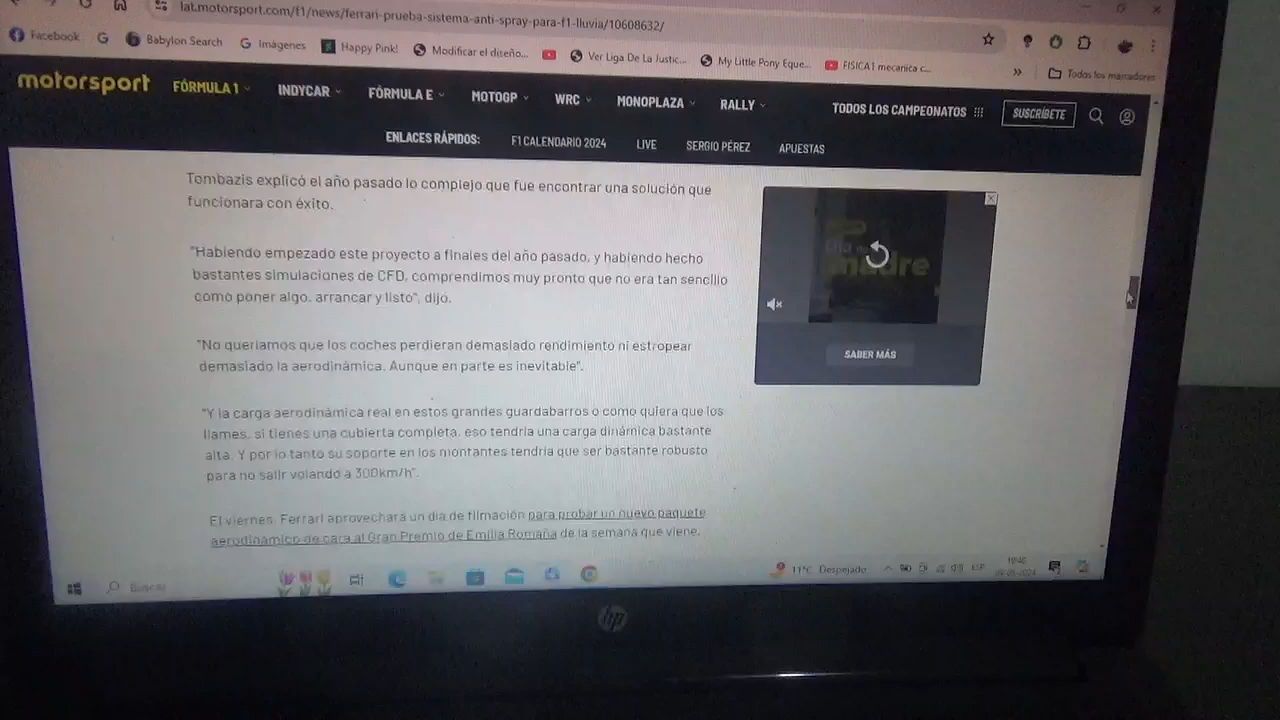 lat.motorsport.com/f1/news/ferrari-prueba-sistema-anti-spray-para-f1-lluvia/10608632/
Facebook Babylon Search Imágenes Happy Pink! Modificar el diseño... Ver Liga De La Justic... My Little Pony Eque... FISICA1 mecanica c...
» Todos los marcadores
motorsport FÓRMULA 1 INDYCAR FÓRMULA E MOTOGP WRC MONOPLAZA RALLY TODOS LOS CAMPEONATOS SUSCRÍBETE
ENLACES RÁPIDOS: F1 CALENDARIO 2024 LIVE SERGIO PÉREZ APUESTAS
Tombazis explicó el año pasado lo complejo que fue encontrar una solución que
funcionara con éxito.
"Habiendo empezado este proyecto a finales del año pasado, y habiendo hecho
bastantes simulaciones de CFD, comprendimos muy pronto que no era tan sencillo
como poner algo, arrancar y listo", dijo.
"No queríamos que los coches perdieran demasiado rendimiento ni estropear
demasiado la aerodinámica. Aunque en parte es inevitable".
"Y la carga aerodinámica real en estos grandes guardabarros o como quiera que los
llames, si tienes una cubierta completa, eso tendría una carga dinámica bastante
alta. Y por lo tanto su soporte en los montantes tendría que ser bastante robusto
para no salir volando a 300km/h".
El viernes, Ferrari aprovechará un día de filmación para probar un nuevo paquete
aerodinámico de cara al Gran Premio de Emilia Romaña de la semana que viene.
madre
SABER MÁS
Buscar
11°C Despejado
ESP
hp